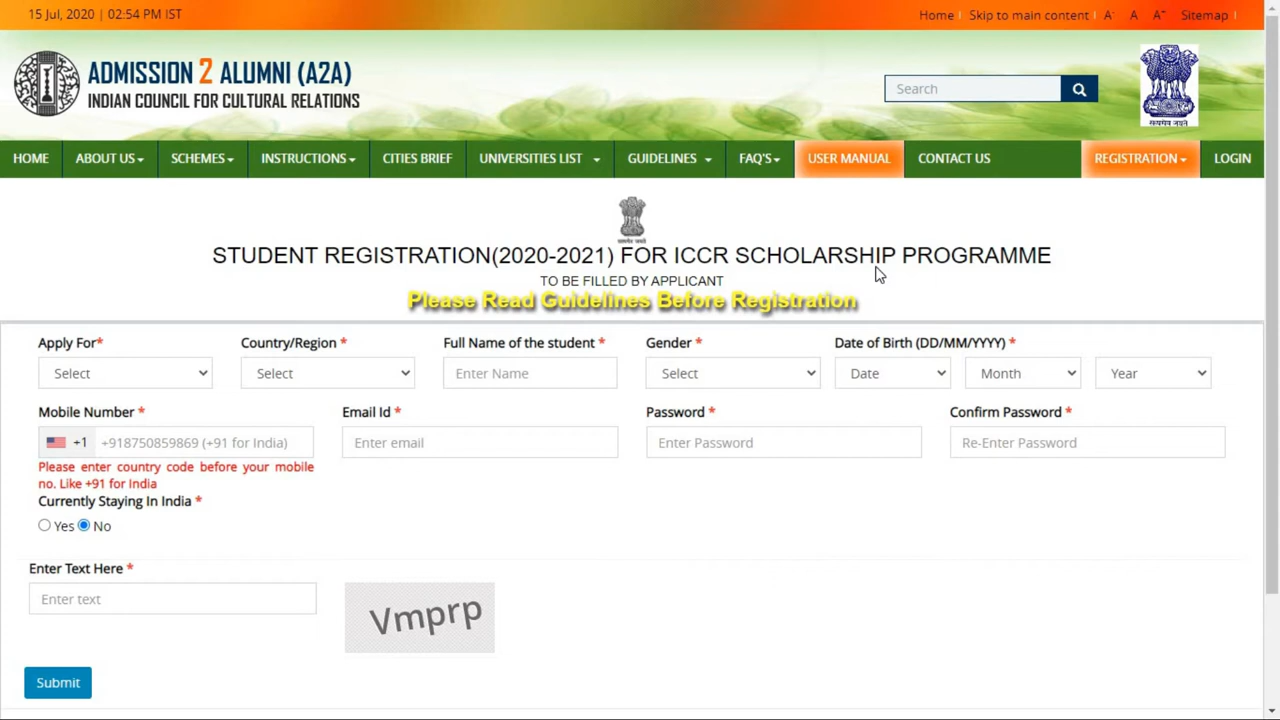 15 Jul, 2020 | 02:54 PM IST
Home Skip to main content A- A A+ Sitemap
ADMISSION 2 ALUMNI (A2A)
INDIAN COUNCIL FOR CULTURAL RELATIONS
Search
सत्यमेव जयते
HOME ABOUT US SCHEMES INSTRUCTIONS CITIES BRIEF UNIVERSITIES LIST GUIDELINES FAQ'S USER MANUAL CONTACT US REGISTRATION LOGIN
सत्यमेव जयते
STUDENT REGISTRATION(2020-2021) FOR ICCR SCHOLARSHIP PROGRAMME
TO BE FILLED BY APPLICANT
Please Read Guidelines Before Registration
Apply For* Country/Region * Full Name of the student * Gender * Date of Birth (DD/MM/YYYY) *
Select Select Enter Name Select Date Month Year
Mobile Number * Email Id * Password * Confirm Password *
+1 +918750859869 (+91 for India) Enter email Enter Password Re-Enter Password
Please enter country code before your mobile
no. Like +91 for India
Currently Staying In India *
Yes No
Enter Text Here *
Enter text Vmprp
Submit